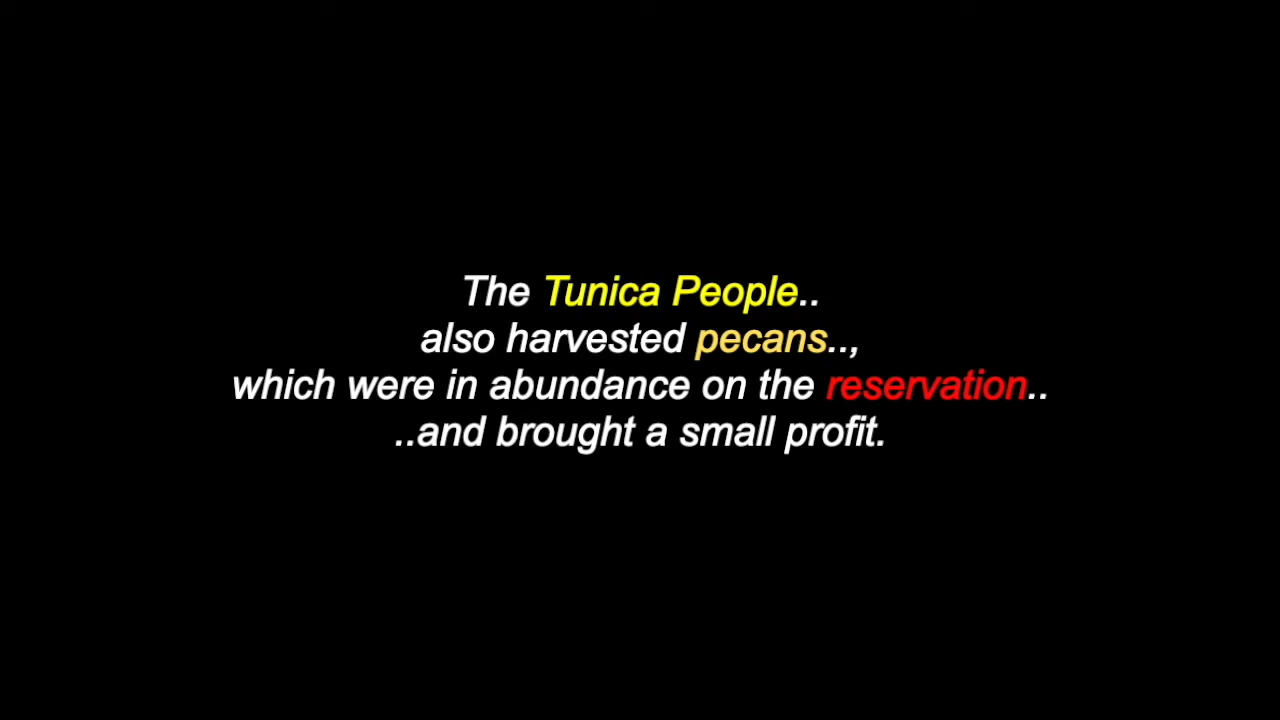 The Tunica People..
also harvested pecans..,
which were in abundance on the reservation..
..and brought a small profit.